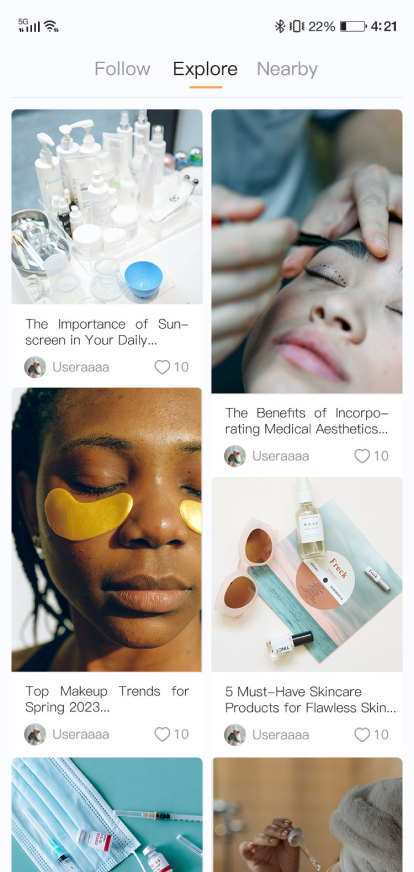 5G
22%
4:21
Follow
Explore
Nearby
The Importance of Sun-
screen in Your Daily...
Useraaaa
10
The Benefits of Incorpo-
rating Medical Aesthetics...
Useraaaa
10
Freck
Top Makeup Trends for
Spring 2023...
Useraaaa
10
5 Must-Have Skincare
Products for Flawless Skin...
Useraaaa
10